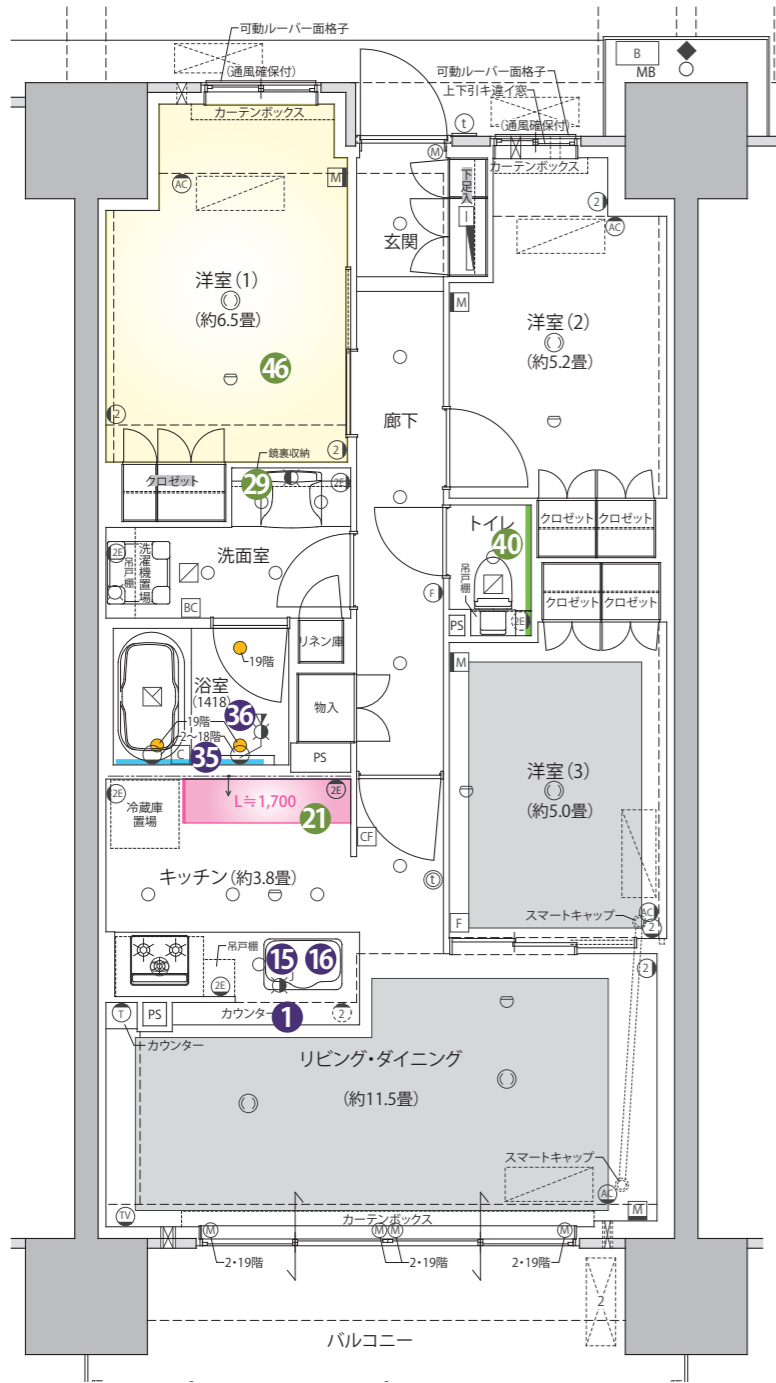 可動ルーバー面格子
(通風確保付)
カーテンボックス
B
MB
可動ルーバー面格子
上下引キ違イ窓
(通風確保付)
カーテンボックス
t
M
AC
M
下足入
玄関
2
AC
洋室(1)
(約6.5畳)
46
M
洋室(2)
(約5.2畳)
2
2
廊下
鏡裏収納
クロゼット
29
2E
トイレ
40
クロゼット
クロゼット
洗面室
2E
吊戸棚
洗濯機置場
BC
吊戸棚
F
PS
2E
クロゼット
クロゼット
リネン庫
19階
浴室
(1418)
36
19階
2〜18階
35
C
物入
PS
M
洋室(3)
(約5.0畳)
2E
冷蔵庫
置場
L≒1,700
21
2E
CF
キッチン(約3.8畳)
t
F
スマートキャップ
AC
2
吊戸棚
15
16
2E
2
T
PS
カウンター
1
2
カウンター
リビング・ダイニング
(約11.5畳)
スマートキャップ
AC
TV
カーテンボックス
M
M
M
M
M
2・19階
2・19階
2・19階
2
バルコニー